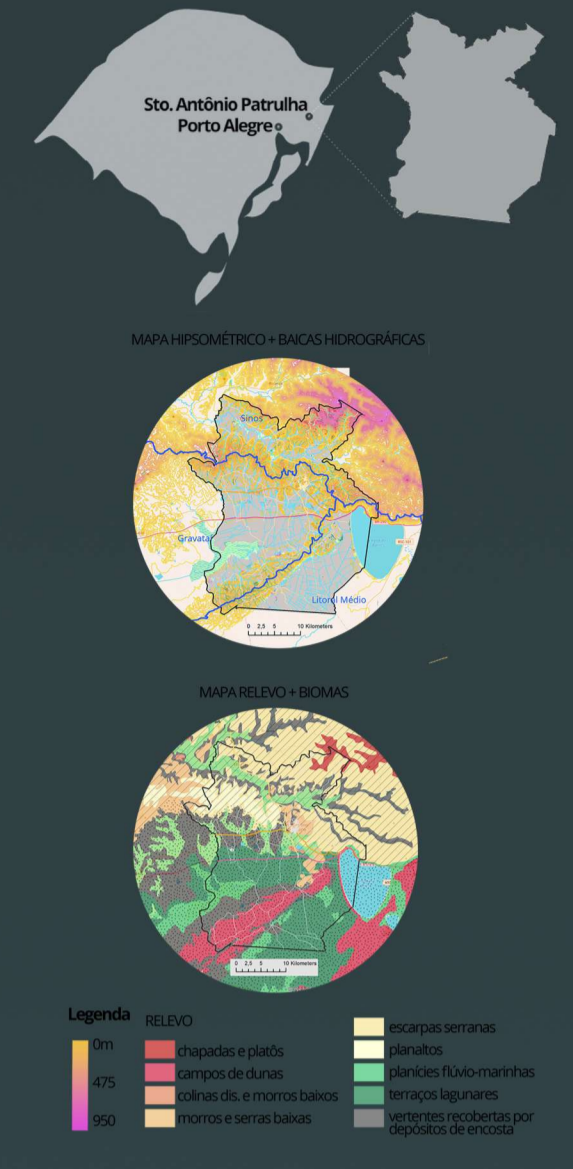 Sto. Antônio Patrulha
Porto Alegre
MAPA HIPSOMÉTRICO + BAICAS HIDROGRÁFICAS
Sinos
Gravataí
Litoral Médio
0 2,5 5 10 Kilometers
MAPA RELEVO + BIOMAS
0 2,5 5 10 Kilometers
Legenda
0m
475
950
RELEVO
chapadas e platôs
campos de dunas
colinas dis. e morros baixos
morros e serras baixas
escarpas serranas
planaltos
planícies flúvio-marinhas
terraços lagunares
vertentes recobertas por
depósitos de encosta